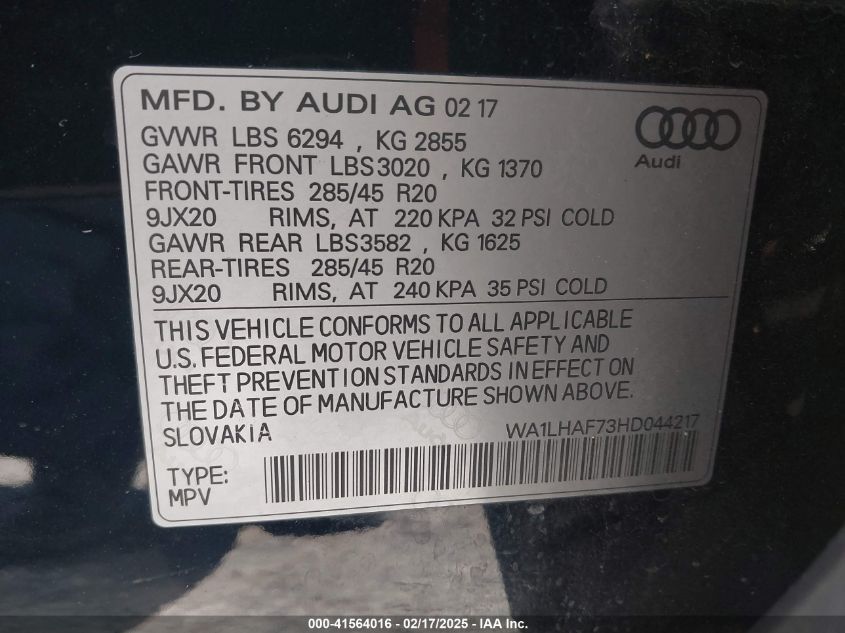 MFD. BY AUDI AG 02 17
GVWR LBS 6294 , KG 2855
GAWR FRONT LBS3020 , KG 1370
FRONT-TIRES 285/45 R20
9JX20 RIMS, AT 220 KPA 32 PSI COLD
GAWR REAR LBS3582 , KG 1625
REAR-TIRES 285/45 R20
9JX20 RIMS, AT 240 KPA 35 PSI COLD
Audi
THIS VEHICLE CONFORMS TO ALL APPLICABLE
U.S. FEDERAL MOTOR VEHICLE SAFETY AND
THEFT PREVENTION STANDARDS IN EFFECT ON
THE DATE OF MANUFACTURE SHOWN ABOVE.
SLOVAKIA
Audi
WA1LHAF73HD044217
TYPE:
MPV
000-41564016 - 02/17/2025 - IAA Inc.